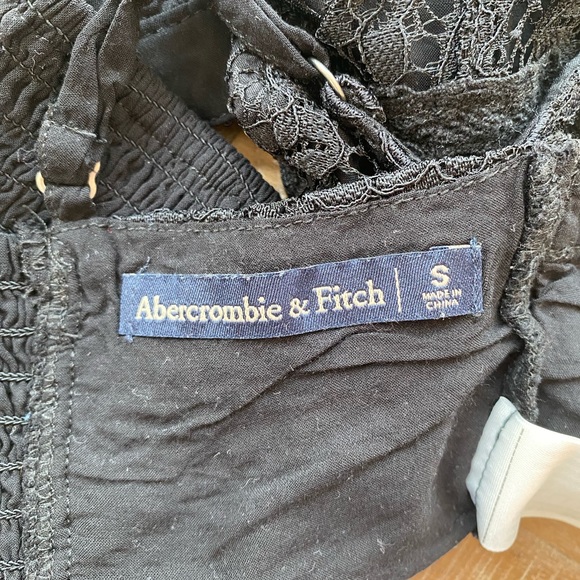 Abercrombie & Fitch | S
MADE IN
CHINA